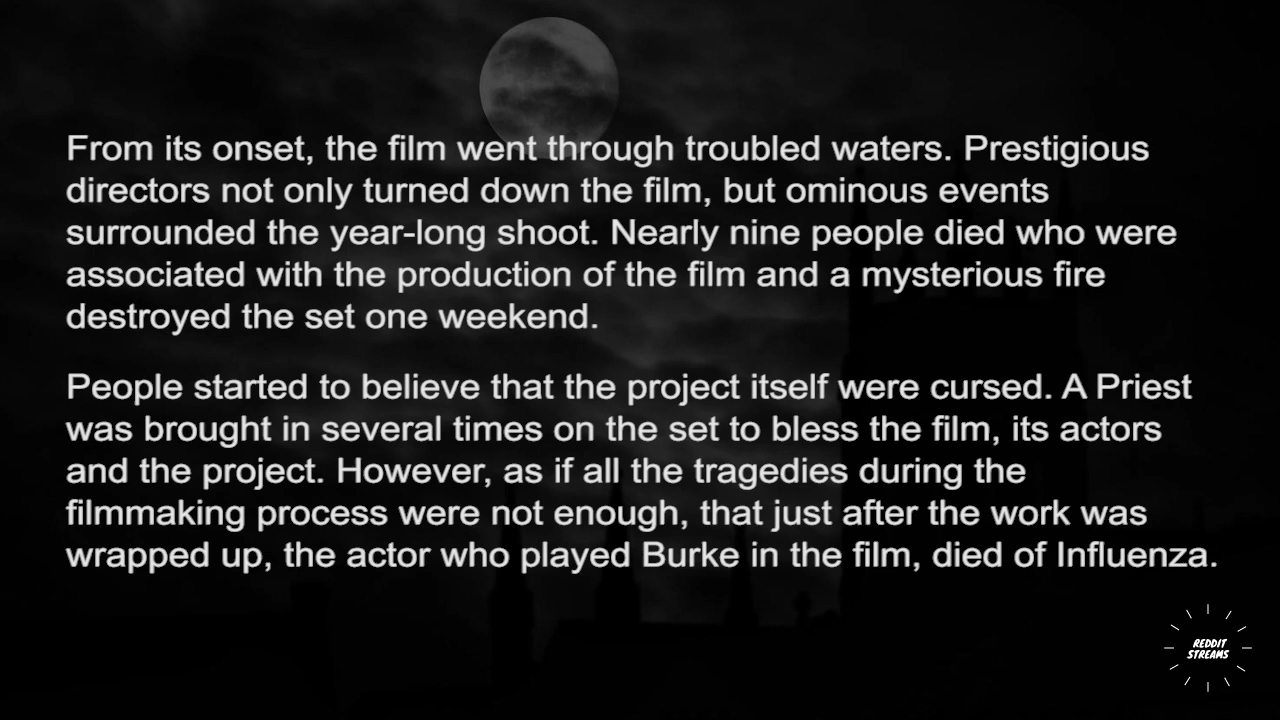 From its onset, the film went through troubled waters. Prestigious
directors not only turned down the film, but ominous events
surrounded the year-long shoot. Nearly nine people died who were
associated with the production of the film and a mysterious fire
destroyed the set one weekend.
People started to believe that the project itself were cursed. A Priest
was brought in several times on the set to bless the film, its actors
and the project. However, as if all the tragedies during the
filmmaking process were not enough, that just after the work was
wrapped up, the actor who played Burke in the film, died of Influenza.
REDDIT
STREAMS